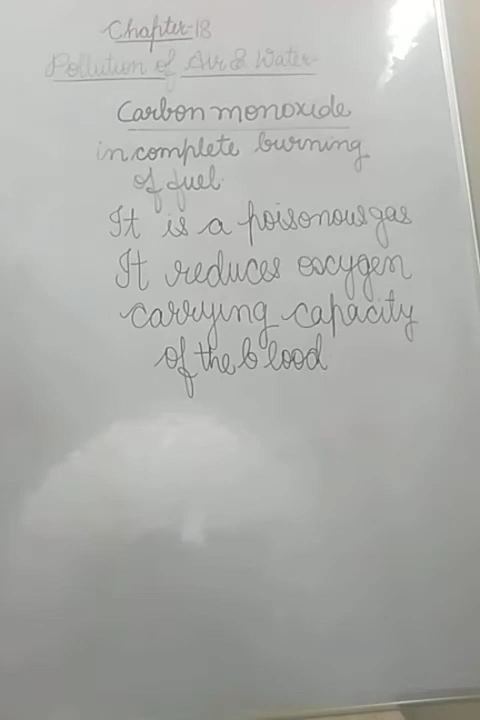 Chapter-18
Pollution of Air & Water
Carbon monoxide
incomplete burning
of fuel.
It is a poisonous gas
It reduces oxygen
carrying capacity
of the blood